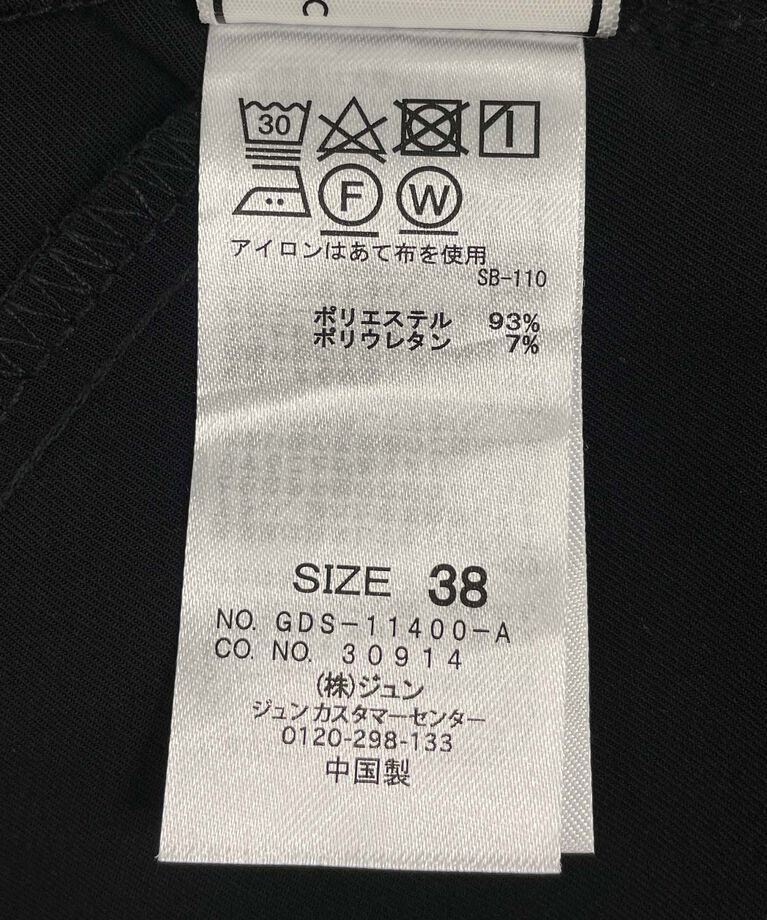 C
30
F W
アイロンはあて布を使用
SB-110
ポリエステル 93%
ポリウレタン 7%
SIZE 38
NO. GDS-11400-A
CO. NO. 30914
(株)ジュン
ジュンカスタマーセンター
0120-298-133
中国製